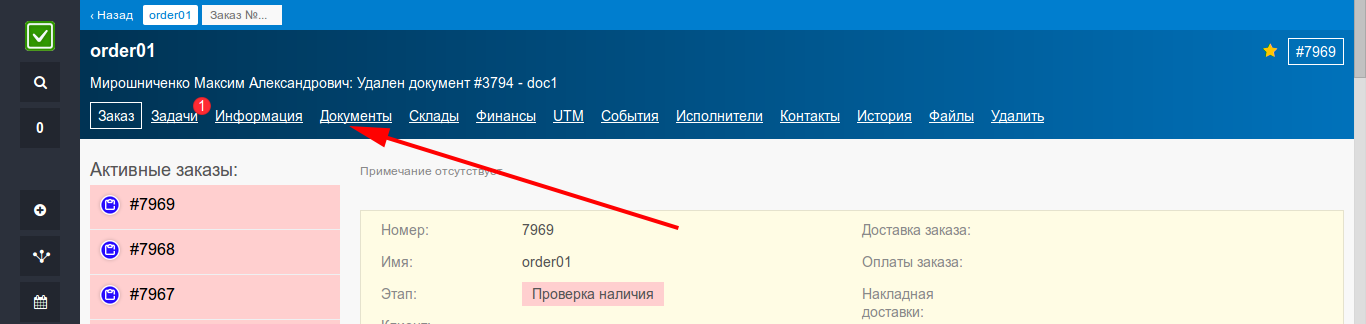 ‹ Назад order01 Заказ №...
order01
#7969
Мирошниченко Максим Александрович: Удален документ #3794 - doc1
Заказ Задачи 1 Информация Документы Склады Финансы UTM События Исполнители Контакты История Файлы Удалить
0
Активные заказы:
#7969
#7968
#7967
Примечание отсутствует
Номер: 7969 Доставка заказа:
Имя: order01 Оплаты заказа:
Этап: Проверка наличия Накладная
доставки: